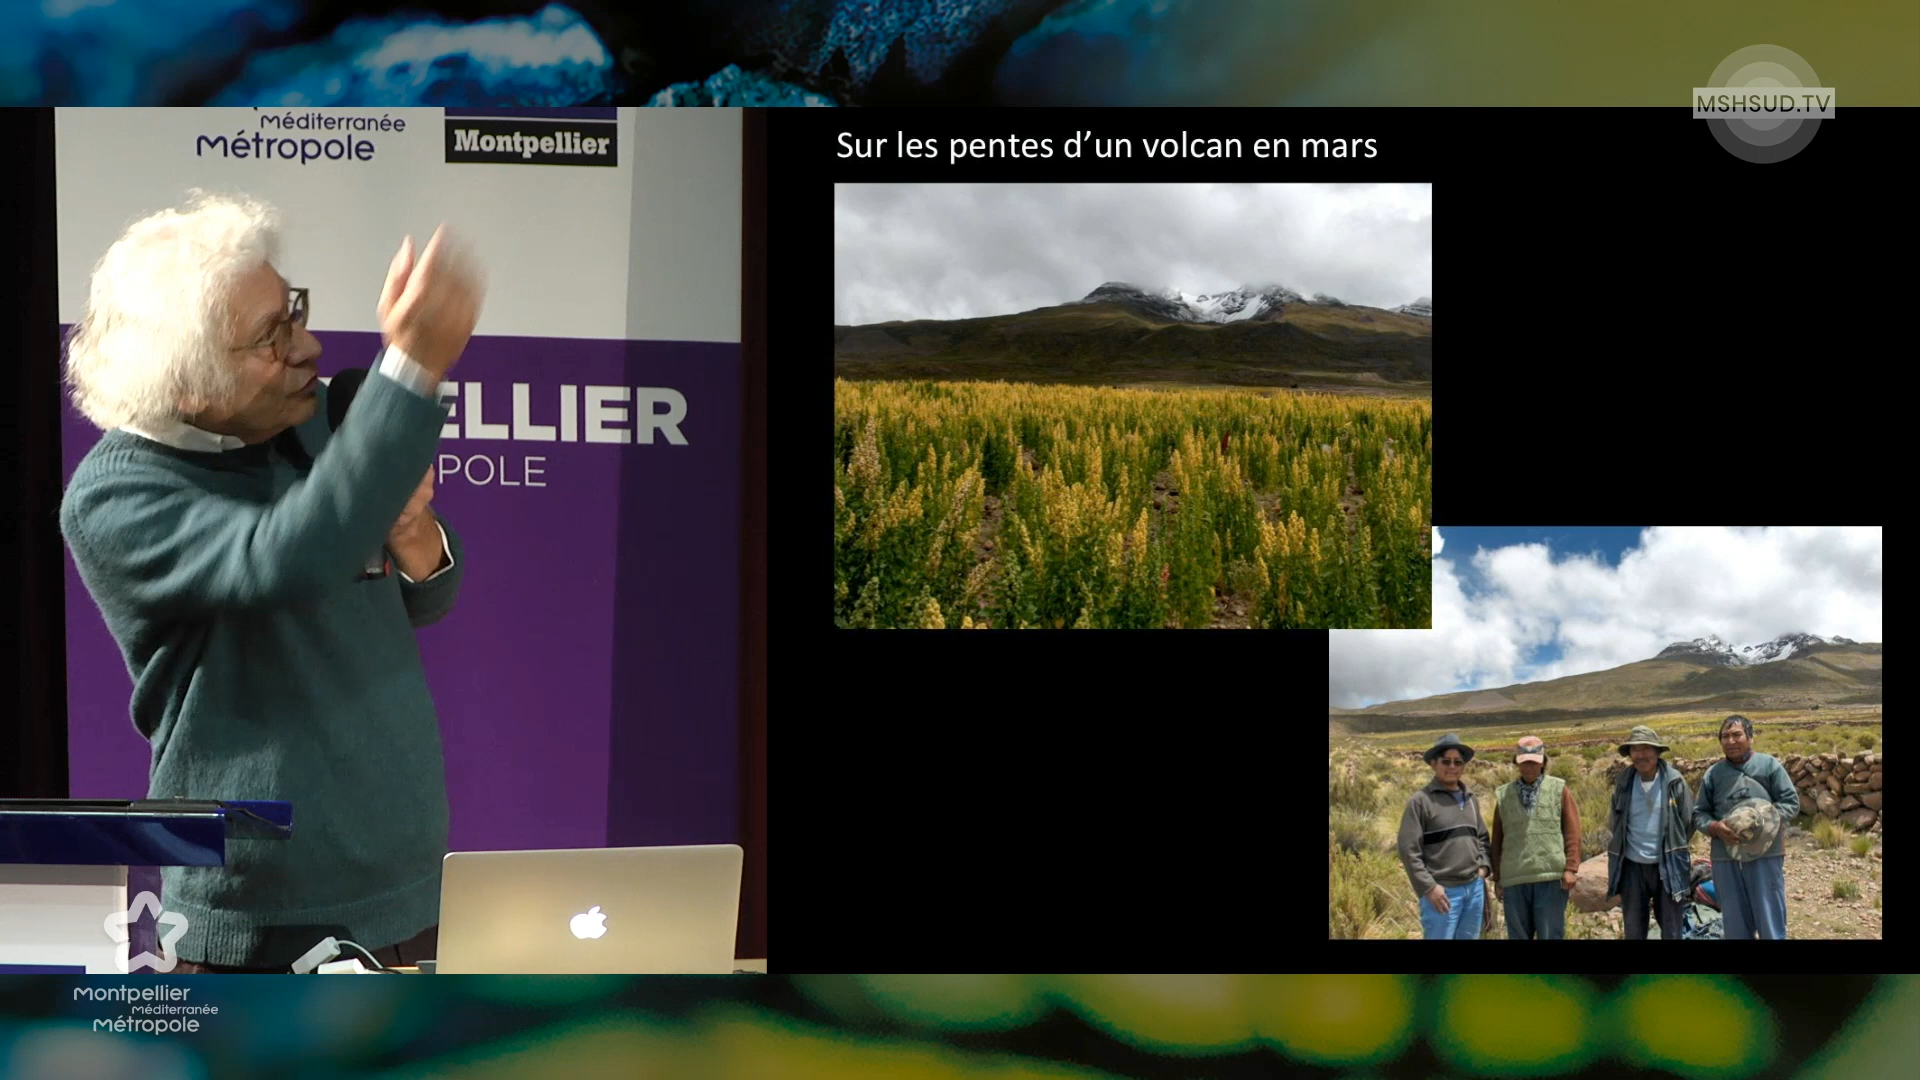 méditerranée
métropole
Montpellier
ELLIER
POLE
Sur les pentes d’un volcan en mars
MSHSUD.TV
montpellier
méditerranée
métropole